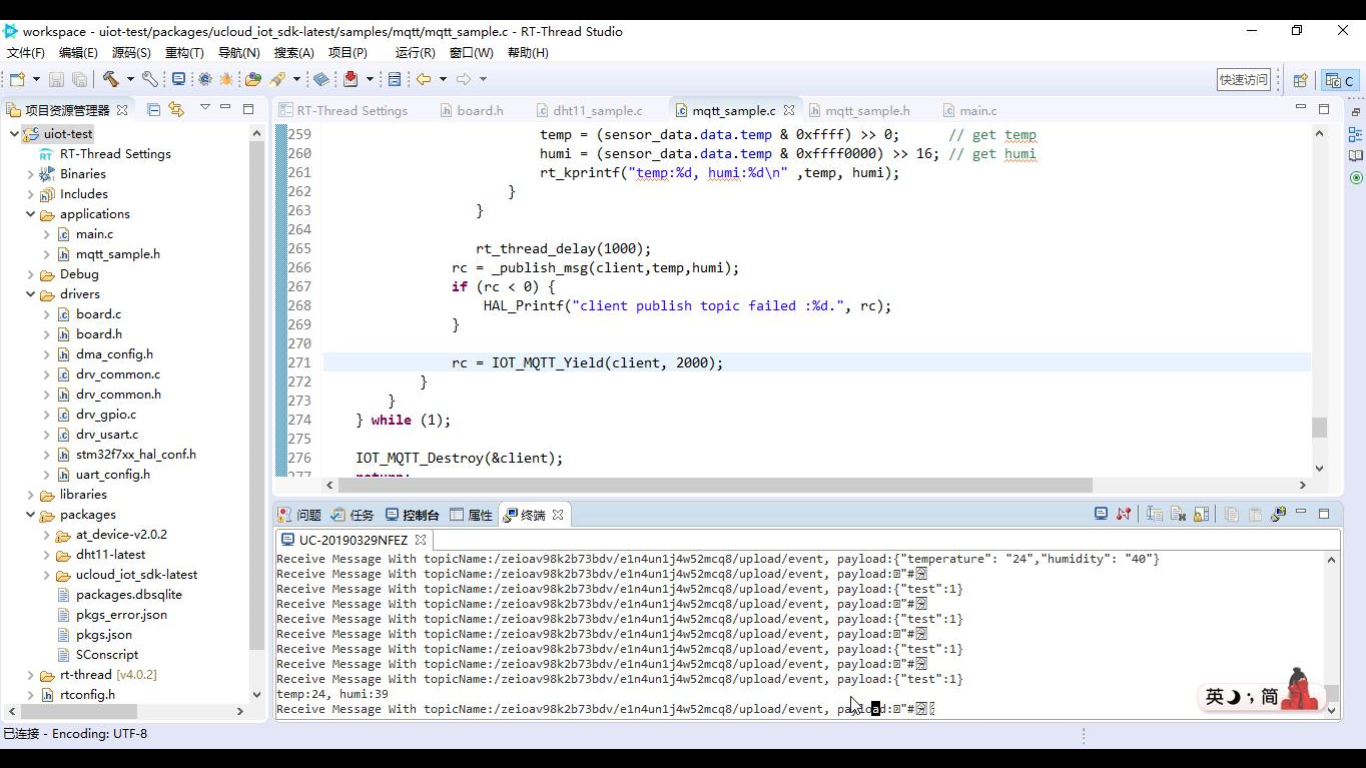 workspace - uiot-test/packages/ucloud_iot_sdk-latest/samples/mqtt/mqtt_sample.c - RT-Thread Studio
文件(F) 编辑(E) 源码(S) 重构(T) 导航(N) 搜索(A) 项目(P) 运行(R) 窗口(W) 帮助(H)
快速访问 C
项目资源管理器
uiot-test
RT-Thread Settings
Binaries
Includes
applications
main.c
mqtt_sample.h
Debug
drivers
board.c
board.h
dma_config.h
drv_common.c
drv_common.h
drv_gpio.c
drv_usart.c
stm32f7xx_hal_conf.h
uart_config.h
libraries
packages
at_device-v2.0.2
dht11-latest
ucloud_iot_sdk-latest
packages.dbsqlite
pkgs_error.json
pkgs.json
SConscript
rt-thread [v4.0.2]
rtconfig.h
RT-Thread Settings board.h dht11_sample.c mqtt_sample.c mqtt_sample.h main.c
259 temp = (sensor_data.data.temp & 0xffff) >> 0; // get temp
260 humi = (sensor_data.data.temp & 0xffff0000) >> 16; // get humi
261 rt_kprintf("temp:%d, humi:%d\n" ,temp, humi);
262 }
263 }
264
265 rt_thread_delay(1000);
266 rc = _publish_msg(client,temp,humi);
267 if (rc < 0) {
268 HAL_Printf("client publish topic failed :%d.", rc);
269 }
270
271 rc = IOT_MQTT_Yield(client, 2000);
272 }
273 }
274 } while (1);
275
276 IOT_MQTT_Destroy(&client);
277 return;
问题 任务 控制台 属性 终端
UC-20190329NFEZ
Receive Message With topicName:/zeioav98k2b73bdv/e1n4un1j4w52mcq8/upload/event, payload:{"temperature": "24","humidity": "40"}
Receive Message With topicName:/zeioav98k2b73bdv/e1n4un1j4w52mcq8/upload/event, payload:"#
Receive Message With topicName:/zeioav98k2b73bdv/e1n4un1j4w52mcq8/upload/event, payload:{"test":1}
Receive Message With topicName:/zeioav98k2b73bdv/e1n4un1j4w52mcq8/upload/event, payload:"#
Receive Message With topicName:/zeioav98k2b73bdv/e1n4un1j4w52mcq8/upload/event, payload:{"test":1}
Receive Message With topicName:/zeioav98k2b73bdv/e1n4un1j4w52mcq8/upload/event, payload:"#
Receive Message With topicName:/zeioav98k2b73bdv/e1n4un1j4w52mcq8/upload/event, payload:{"test":1}
Receive Message With topicName:/zeioav98k2b73bdv/e1n4un1j4w52mcq8/upload/event, payload:"#
Receive Message With topicName:/zeioav98k2b73bdv/e1n4un1j4w52mcq8/upload/event, payload:{"test":1}
temp:24, humi:39
Receive Message With topicName:/zeioav98k2b73bdv/e1n4un1j4w52mcq8/upload/event, payload:"#
英 ; 简
已连接 - Encoding: UTF-8